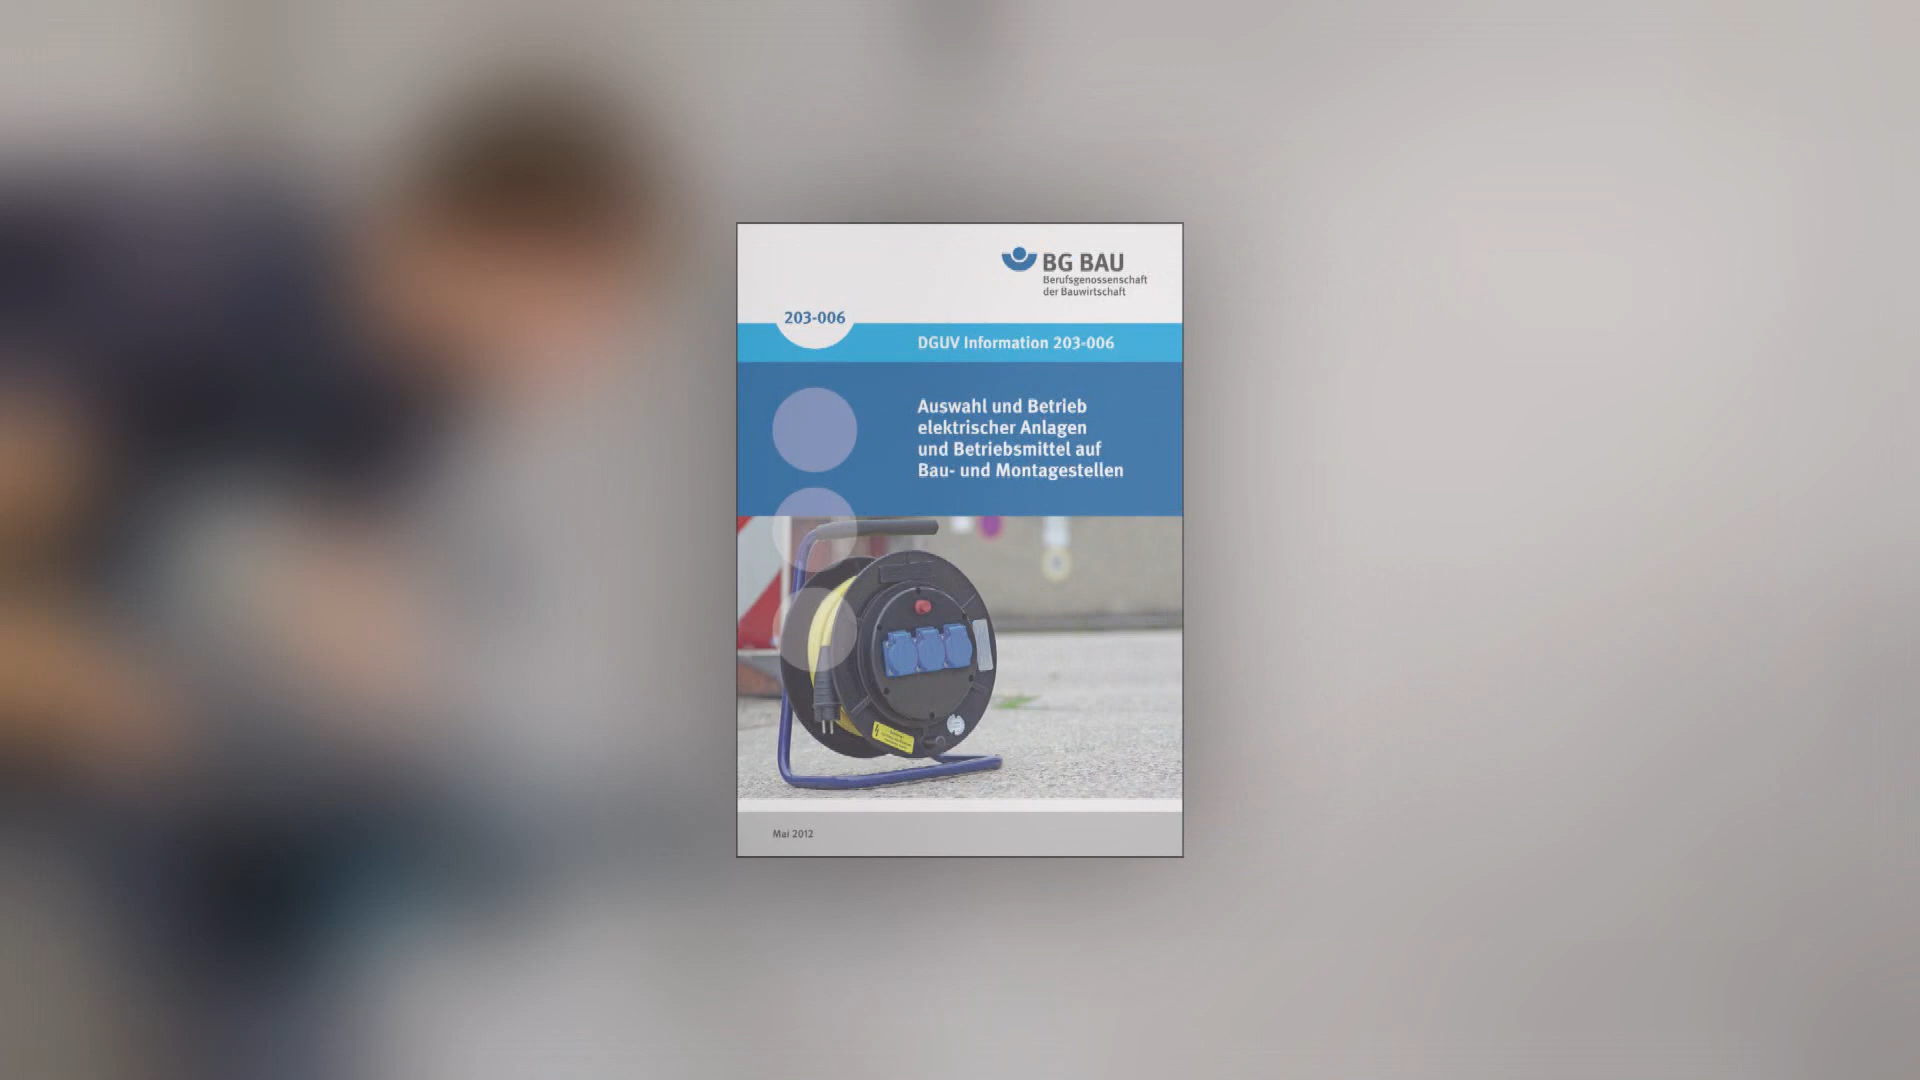 BG BAU
Berufsgenossenschaft
der Bauwirtschaft
203-006
DGUV Information 203-006
Auswahl und Betrieb
elektrischer Anlagen
und Betriebsmittel auf
Bau- und Montagestellen
Mai 2012